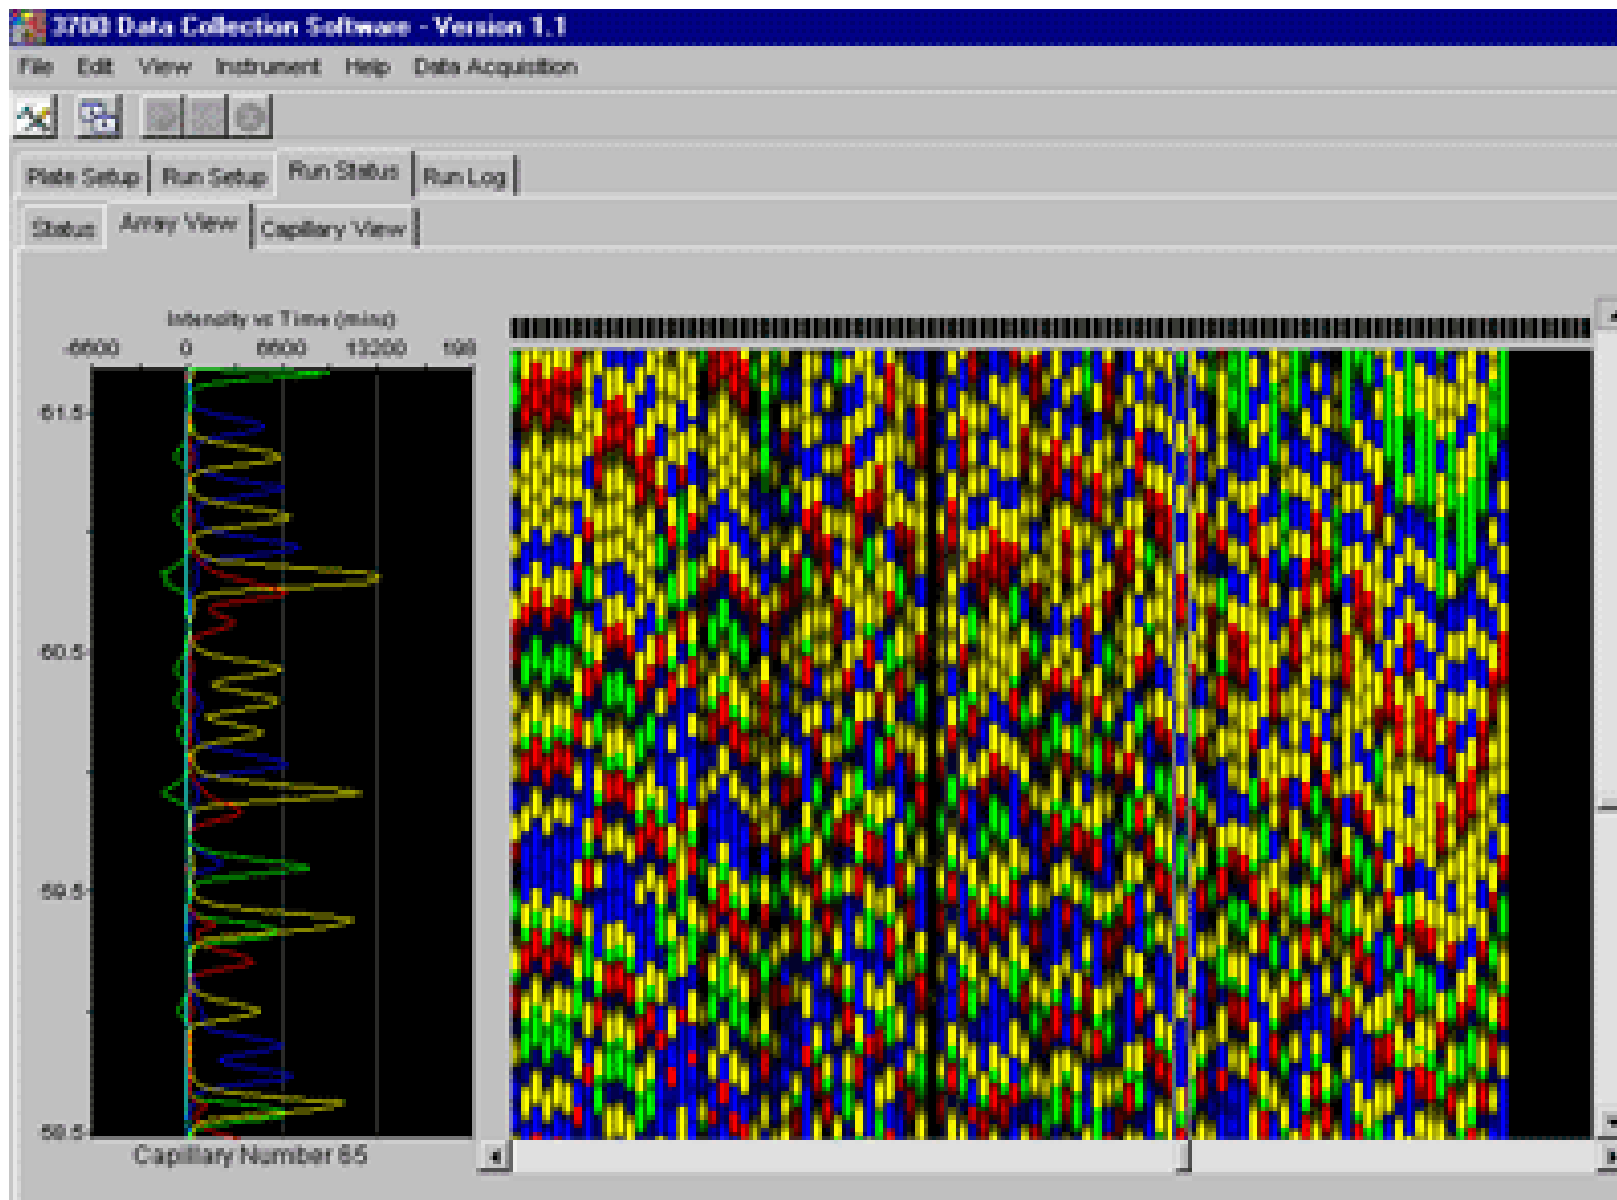 3700 Data Collection Software - Version 1.1
File Edit View Instrument Help Data Acquisition
Plate Setup Run Setup Run Status Run Log
Status Array View Capillary View
Intensity vs Time (mins)
-6600 0 6600 13200 198
61.5
60.5
59.5
58.5
Capillary Number 65